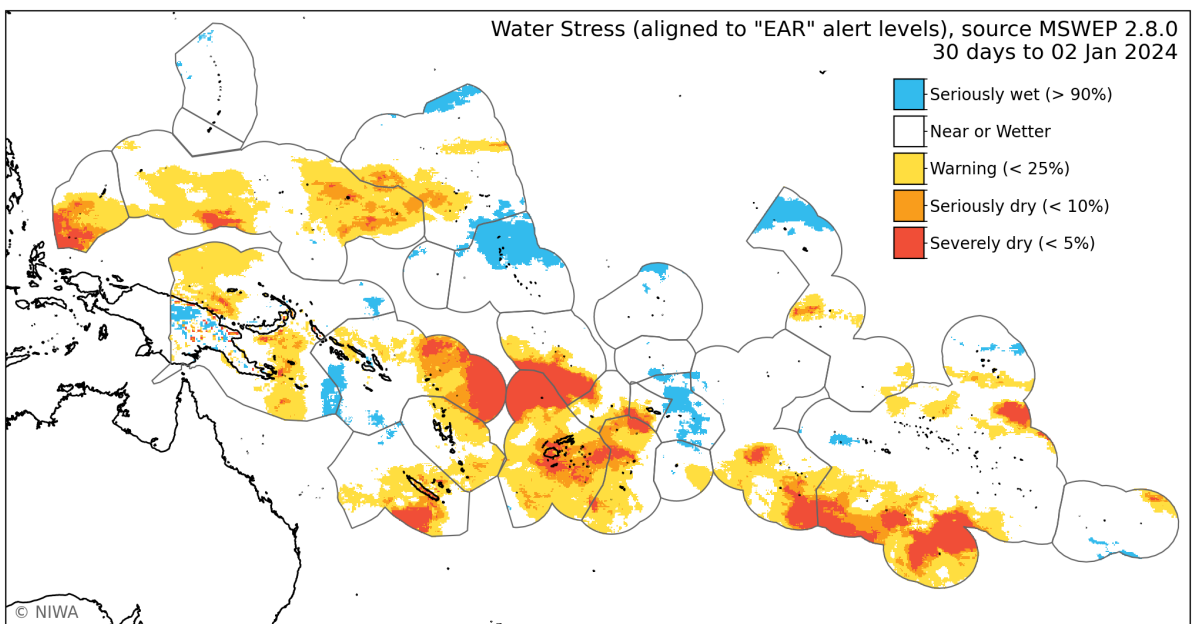 Water Stress (aligned to "EAR" alert levels), source MSWEP 2.8.0
30 days to 02 Jan 2024
Seriously wet (> 90%)
Near or Wetter
Warning (< 25%)
Seriously dry (< 10%)
Severely dry (< 5%)
© NIWA